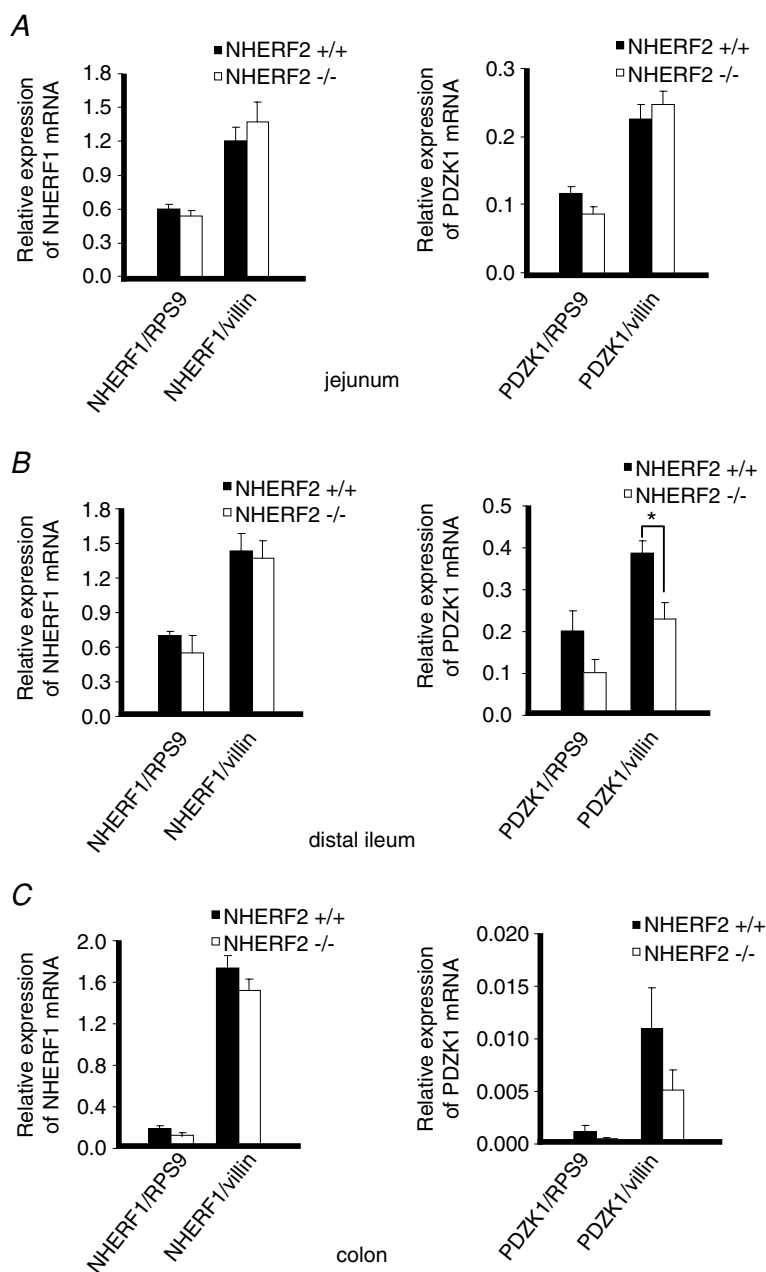 A
NHERF2 +/+
NHERF2 -/-
Relative expression
of NHERF1 mRNA
1.8
1.5
1.2
0.9
0.6
0.3
0.0
NHERF1/RPS9
NHERF1/villin
NHERF2 +/+
NHERF2 -/-
Relative expression
of PDZK1 mRNA
0.3
0.2
0.1
0.0
PDZK1/RPS9
PDZK1/villin
jejunum
B
NHERF2 +/+
NHERF2 -/-
Relative expression
of NHERF1 mRNA
1.8
1.5
1.2
0.9
0.6
0.3
0.0
NHERF1/RPS9
NHERF1/villin
NHERF2 +/+
NHERF2 -/-
Relative expression
of PDZK1 mRNA
0.5
0.4
0.3
0.2
0.1
0.0
*
PDZK1/RPS9
PDZK1/villin
distal ileum
C
NHERF2 +/+
NHERF2 -/-
Relative expression
of NHERF1 mRNA
2.0
1.6
1.2
0.8
0.4
0.0
NHERF1/RPS9
NHERF1/villin
NHERF2 +/+
NHERF2 -/-
Relative expression
of PDZK1 mRNA
0.020
0.015
0.010
0.005
0.000
PDZK1/RPS9
PDZK1/villin
colon